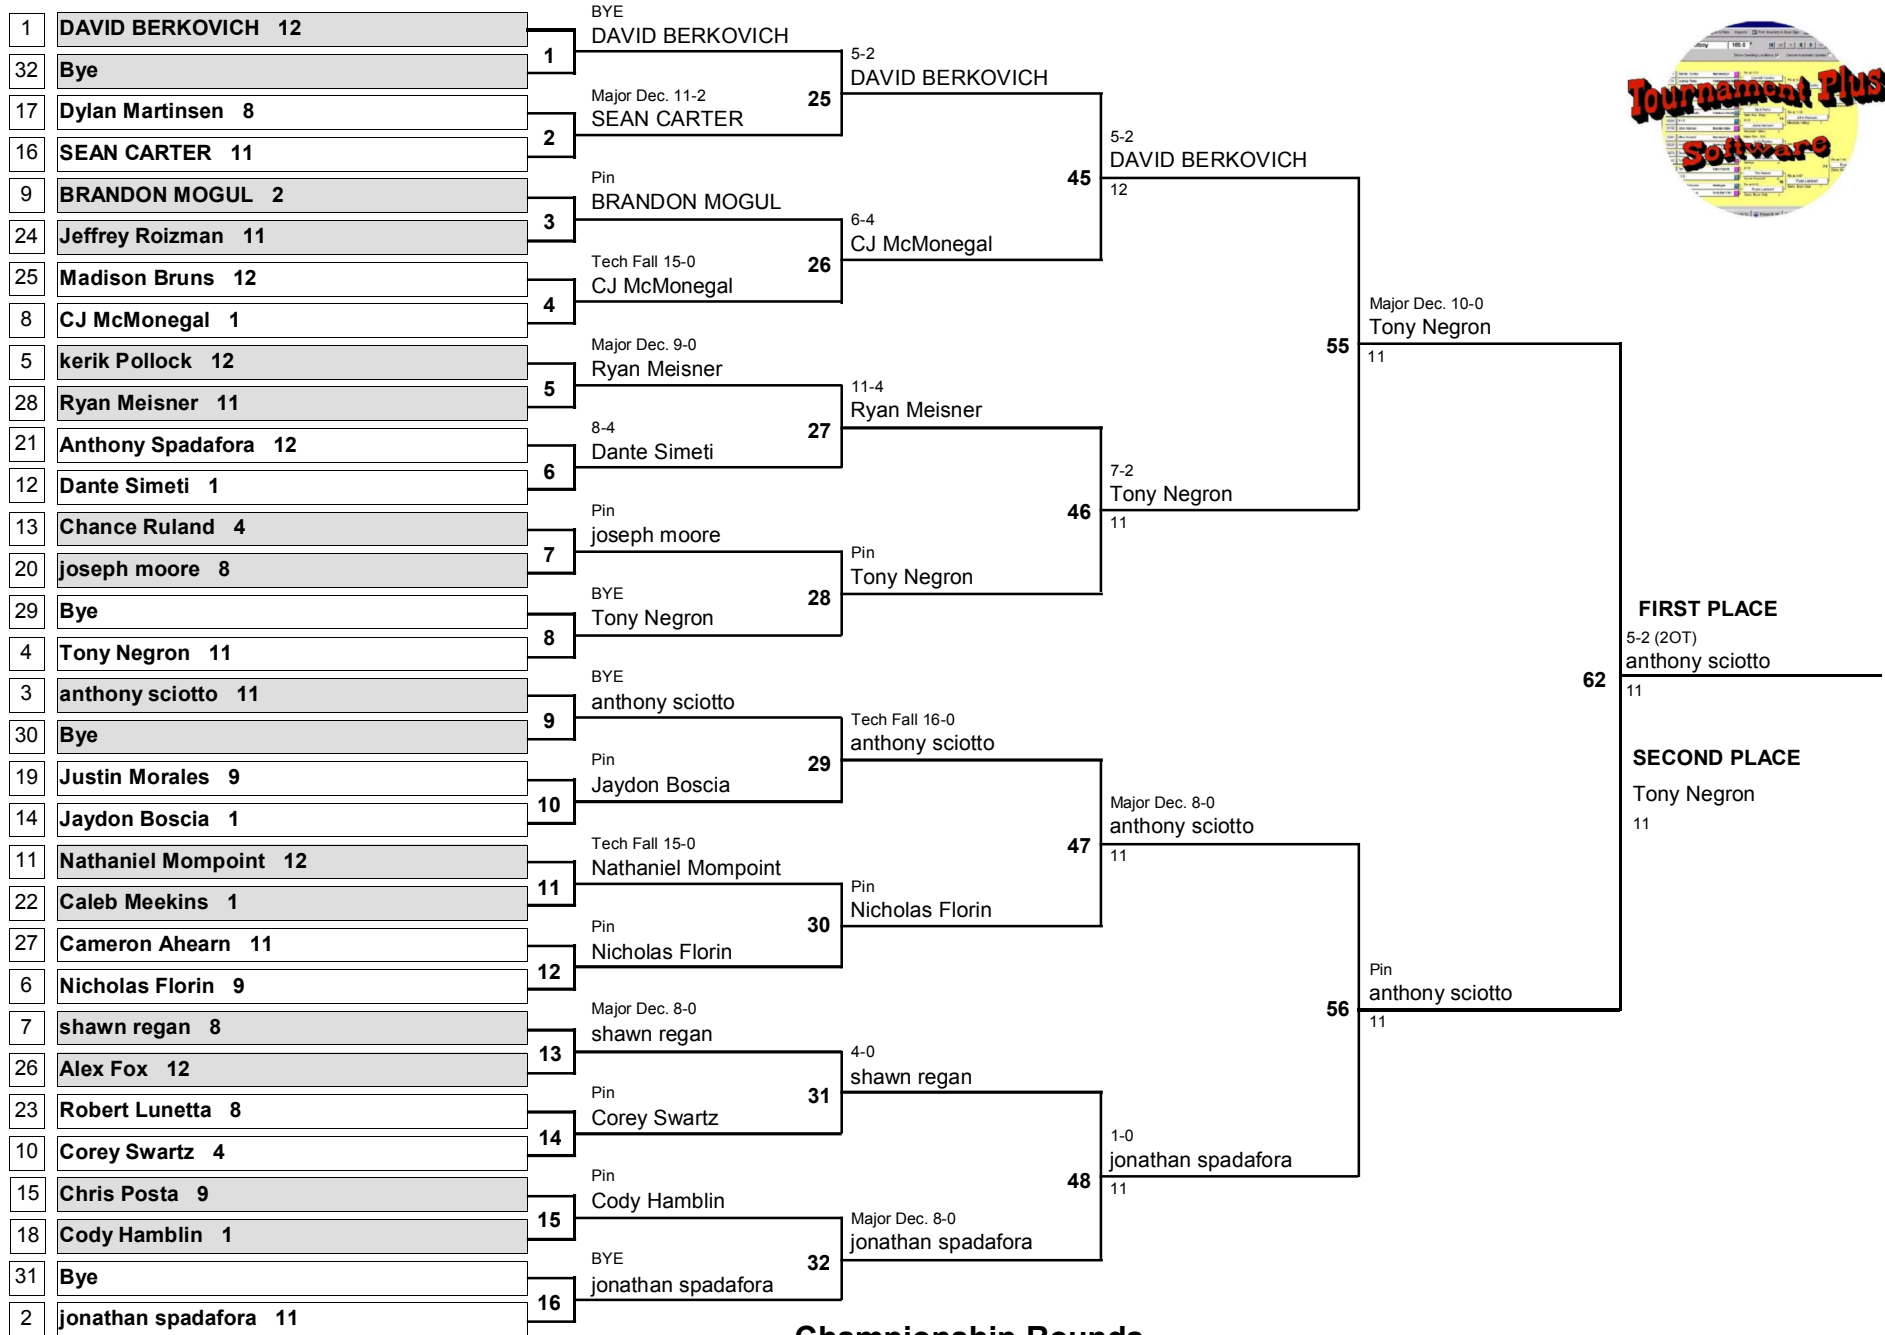 1 DAVID BERKOVICH 12
32 Bye
17 Dylan Martinsen 8
16 SEAN CARTER 11
9 BRANDON MOGUL 2
24 Jeffrey Roizman 11
25 Madison Bruns 12
8 CJ McMonegal 1
5 kerik Pollock 12
28 Ryan Meisner 11
21 Anthony Spadafora 12
12 Dante Simeti 1
13 Chance Ruland 4
20 joseph moore 8
29 Bye
4 Tony Negron 11
3 anthony sciotto 11
30 Bye
19 Justin Morales 9
14 Jaydon Boscia 1
11 Nathaniel Mompoint 12
22 Caleb Meekins 1
27 Cameron Ahearn 11
6 Nicholas Florin 9
7 shawn regan 8
26 Alex Fox 12
23 Robert Lunetta 8
10 Corey Swartz 4
15 Chris Posta 9
18 Cody Hamblin 1
31 Bye
2 jonathan spadafora 11
BYE
DAVID BERKOVICH
1
Major Dec. 11-2
SEAN CARTER
2
Pin
BRANDON MOGUL
3
Tech Fall 15-0
CJ McMonegal
4
Major Dec. 9-0
Ryan Meisner
5
8-4
Dante Simeti
6
Pin
joseph moore
7
BYE
Tony Negron
8
BYE
anthony sciotto
9
Pin
Jaydon Boscia
10
Tech Fall 15-0
Nathaniel Mompoint
11
Pin
Nicholas Florin
12
Major Dec. 8-0
shawn regan
13
Pin
Corey Swartz
14
Pin
Cody Hamblin
15
BYE
jonathan spadafora
16
5-2
DAVID BERKOVICH
25
6-4
CJ McMonegal
26
11-4
Ryan Meisner
27
Pin
Tony Negron
28
Tech Fall 16-0
anthony sciotto
29
Pin
Nicholas Florin
30
4-0
shawn regan
31
Major Dec. 8-0
jonathan spadafora
32
5-2
DAVID BERKOVICH
45
12
7-2
Tony Negron
46
11
Major Dec. 8-0
anthony sciotto
47
11
1-0
jonathan spadafora
48
11
Major Dec. 10-0
Tony Negron
55
11
Pin
anthony sciotto
56
11
FIRST PLACE
5-2 (2OT)
anthony sciotto
62
11
SECOND PLACE
Tony Negron
11
Tournament Plus
Software
Championship Rounds